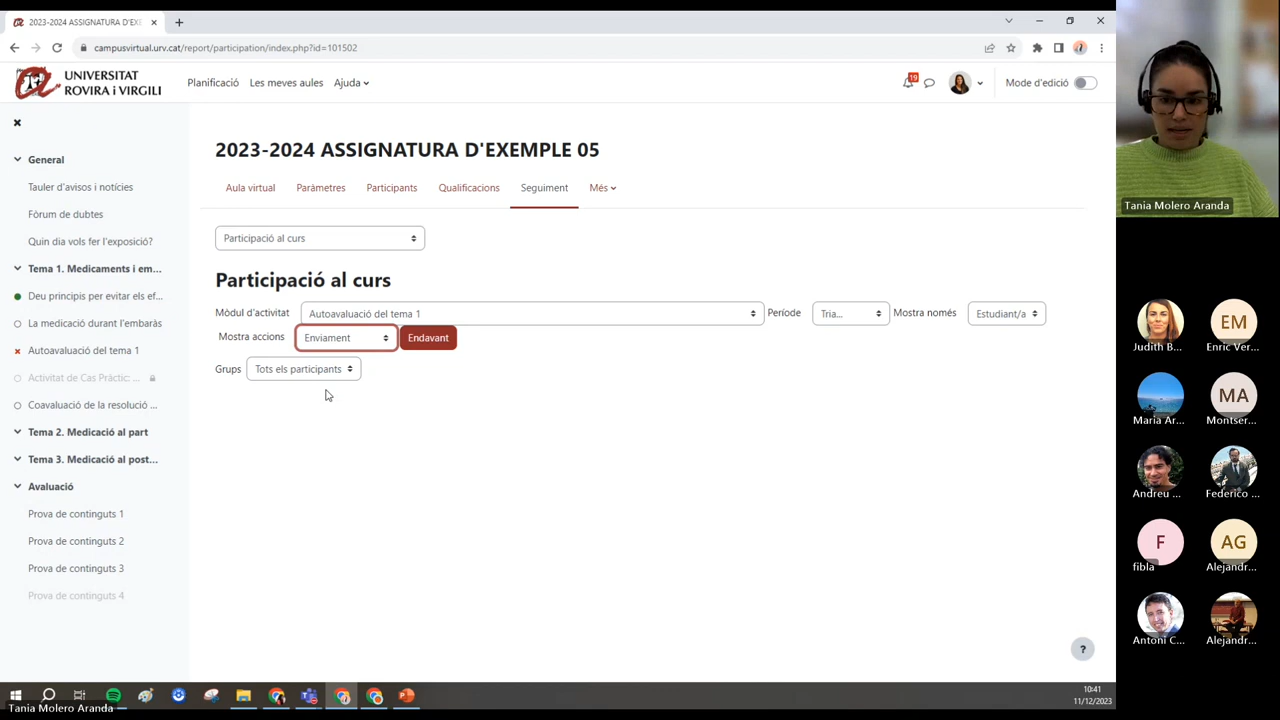 2023-2024 ASSIGNATURA D'EXE
campusvirtual.urv.cat/report/participation/index.php?id=101502
UNIVERSITAT
ROVIRA i VIRGILI
Planificació
Les meves aules
Ajuda
19
Mode d'edició
General
Tauler d'avisos i notícies
Fòrum de dubtes
Quin dia vols fer l'exposició?
Tema 1. Medicaments i em...
Deu principis per evitar els ef...
La medicació durant l'embaràs
Autoavaluació del tema 1
Activitat de Cas Pràctic: ...
Coavaluació de la resolució ...
Tema 2. Medicació al part
Tema 3. Medicació al post...
Avaluació
Prova de continguts 1
Prova de continguts 2
Prova de continguts 3
Prova de continguts 4
2023-2024 ASSIGNATURA D'EXEMPLE 05
Aula virtual
Paràmetres
Participants
Qualificacions
Seguiment
Més
Participació al curs
Participació al curs
Mòdul d'activitat
Autoavaluació del tema 1
Període
Tria...
Mostra només
Estudiant/a
Mostra accions
Enviament
Endavant
Grups
Tots els participants
?
10:41
11/12/2023
Tania Molero Aranda
Tania Molero Aranda
Judith B...
EM
Enric Ver...
Maria Ar...
MA
Montser...
Andreu ...
Federico ...
F
fibla
AG
Alejandr...
Antoni C...
Alejandr...